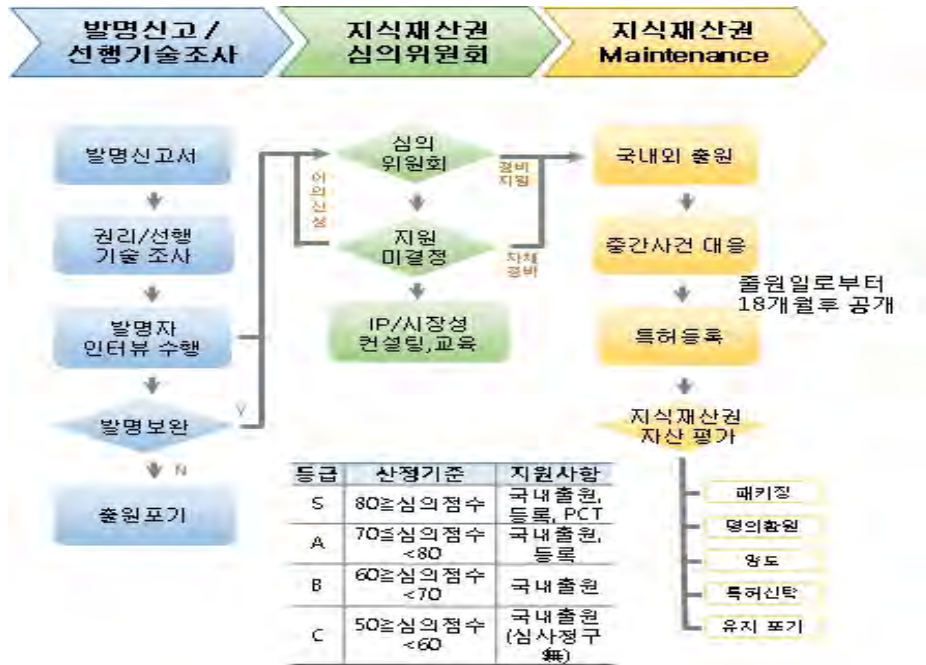 발명신고 /
선행기술조사
지식재산권
심의위원회
지식재산권
Maintenance
발명신고서
권리/선행
기술 조사
발명자
인터뷰 수행
발명보완
Y
N
출원포기
심의
위원회
이의신성
경비
지원
지원
미결정
자체
경비
IP/시장성
컨설팅,교육
국내외 출원
중간사건 대응
출원일로부터
18개월후 공개
특허등록
지식재산권
자산 평가
패키징
명의환원
양도
특허신탁
유지 포기
등급 산정기준 지원사항
S 80≧심의점수 국내출원,
등록, PCT
A 70≦심의점수
<80 국내출원,
등록
B 60≧심의점수
<70 국내출원
C 50≧심의점수
<60 국내출원
(심사청구
無)